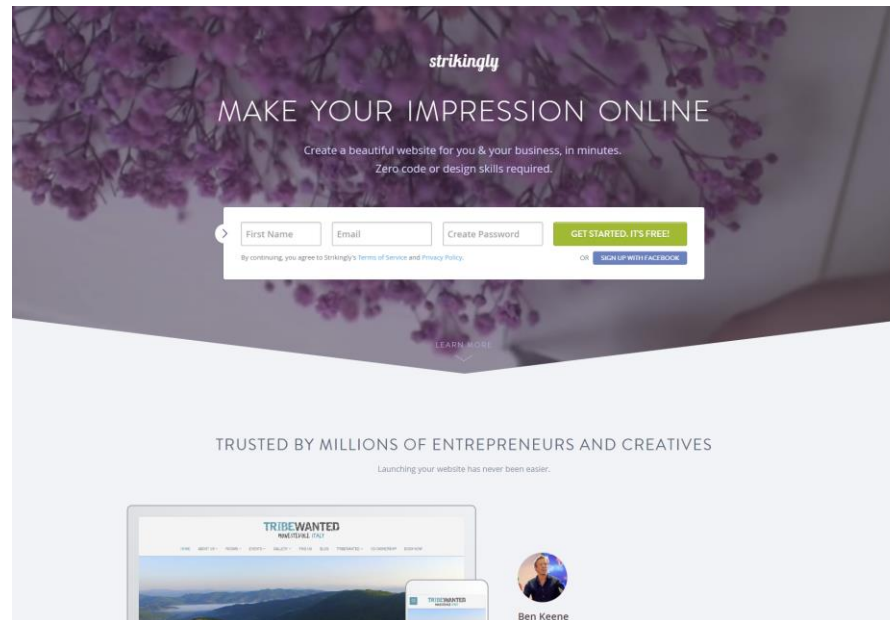 strikingly
MAKE YOUR IMPRESSION ONLINE
Create a beautiful website for you & your business, in minutes.
Zero code or design skills required.
First Name
Email
Create Password
GET STARTED. IT'S FREE!
By continuing, you agree to Strikingly's Terms of Service and Privacy Policy.
OR SIGN UP WITH FACEBOOK
LEARN MORE
TRUSTED BY MILLIONS OF ENTREPRENEURS AND CREATIVES
Launching your website has never been easier.
TRIBEWANTED
HOME
BLOG
TRIBEWANTED
Ben Keene